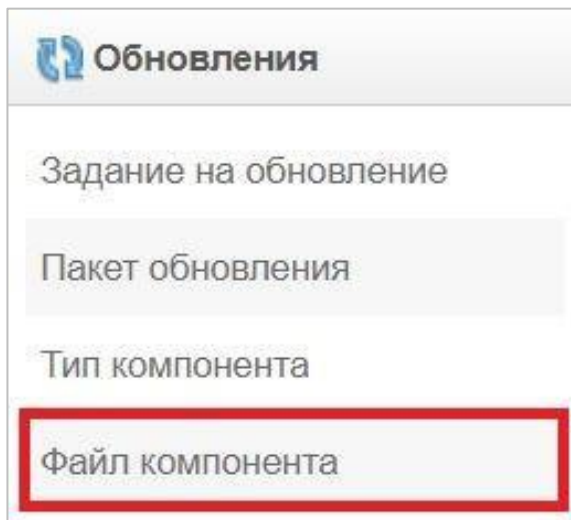 Обновления
Задание на обновление
Пакет обновления
Тип компонента
Файл компонента